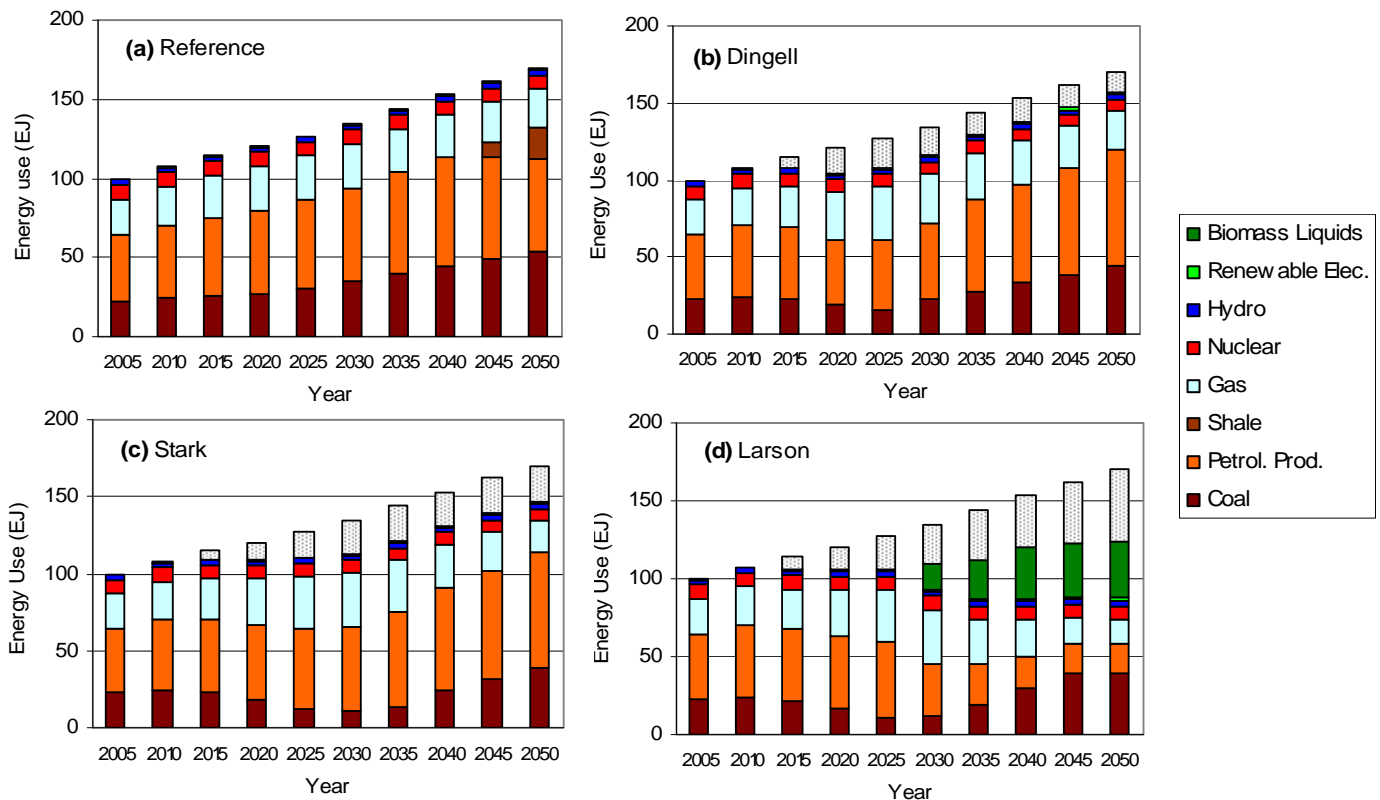 (a) Reference
Energy use (EJ)
200
150
100
50
0
2005 2010 2015 2020 2025 2030 2035 2040 2045 2050
Year
(b) Dingell
Energy Use (EJ)
200
150
100
50
0
2005 2010 2015 2020 2025 2030 2035 2040 2045 2050
Year
(c) Stark
Energy Use (EJ)
200
150
100
50
0
2005 2010 2015 2020 2025 2030 2035 2040 2045 2050
Year
(d) Larson
Energy Use (EJ)
200
150
100
50
0
2005 2010 2015 2020 2025 2030 2035 2040 2045 2050
Year
Biomass Liquids
Renewable Elec.
Hydro
Nuclear
Gas
Shale
Petrol. Prod.
Coal